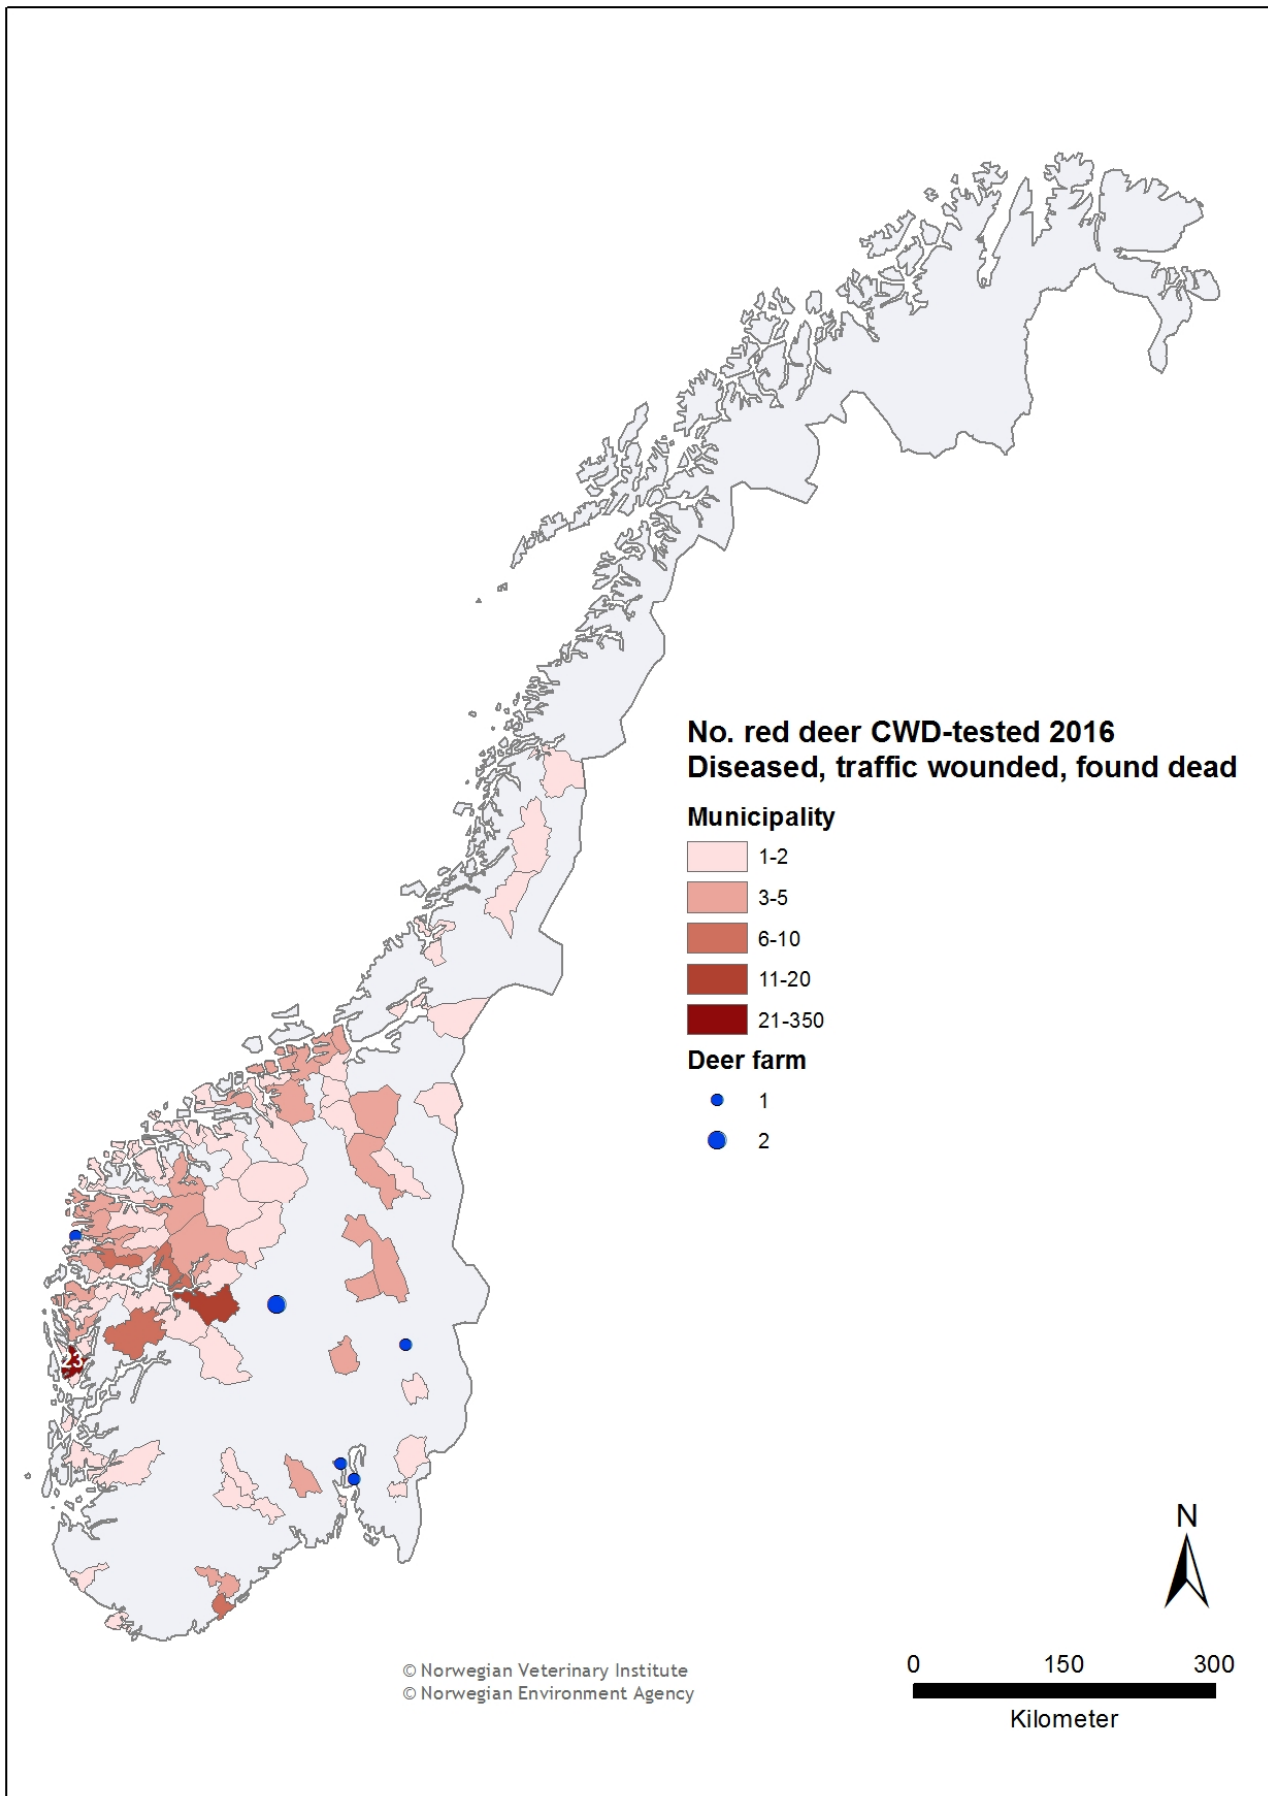 No. red deer CWD-tested 2016
Diseased, traffic wounded, found dead
Municipality
1-2
3-5
6-10
11-20
21-350
Deer farm
1
2
23
N
© Norwegian Veterinary Institute
© Norwegian Environment Agency
0 150 300
Kilometer